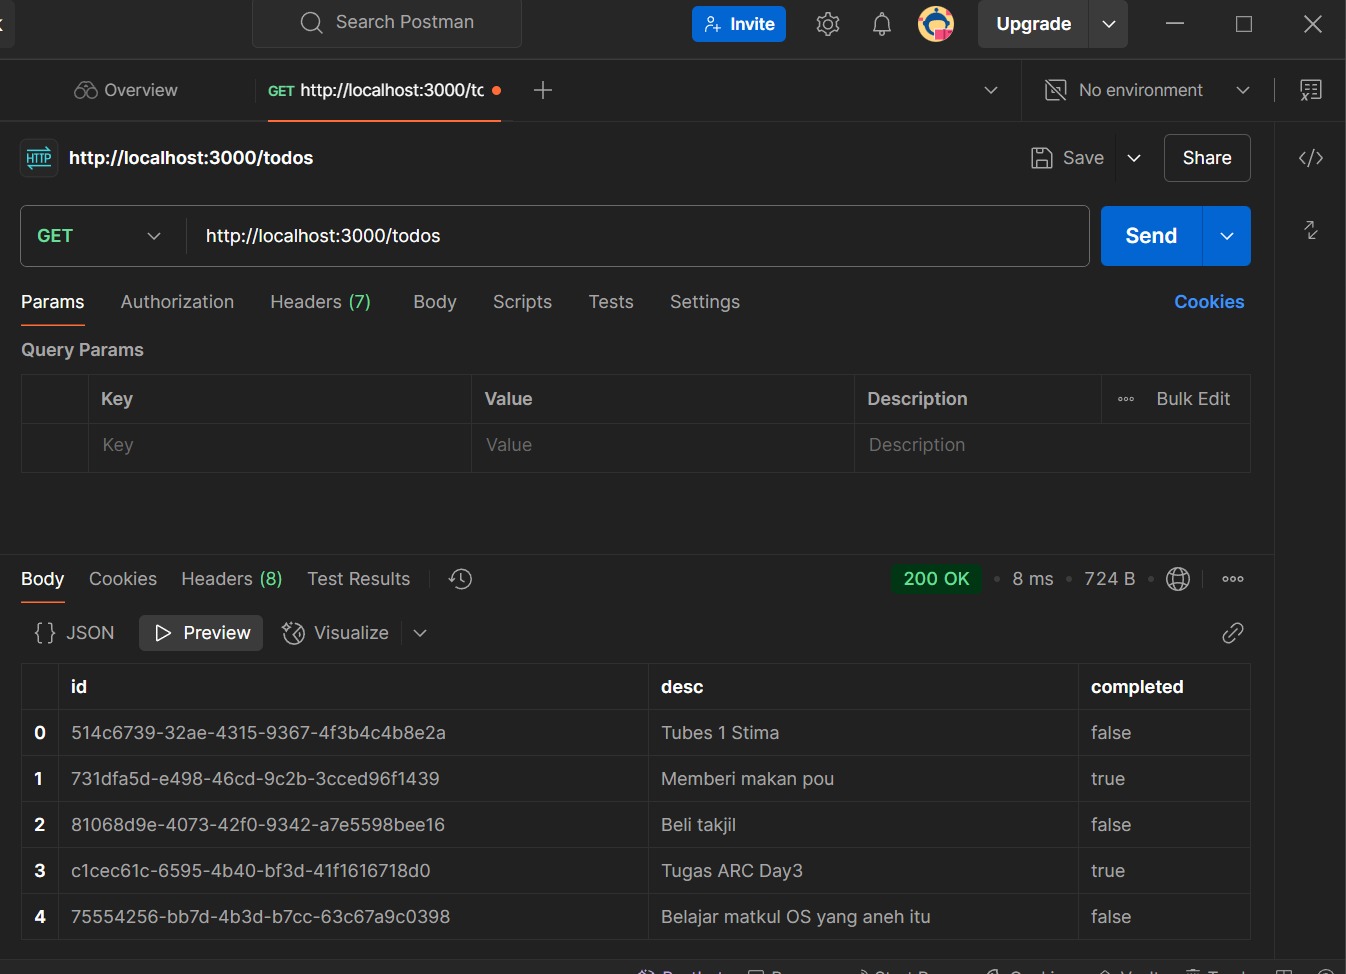 Search Postman
Invite
Upgrade
Overview
GET http://localhost:3000/tc
No environment
HTTP
http://localhost:3000/todos
Save
Share
GET
http://localhost:3000/todos
Send
Params
Authorization
Headers (7)
Body
Scripts
Tests
Settings
Cookies
Query Params
Key
Value
Description
Bulk Edit
Key
Value
Description
Body
Cookies
Headers (8)
Test Results
200 OK
8 ms
724 B
{} JSON
Preview
Visualize
id desc completed
0 514c6739-32ae-4315-9367-4f3b4c4b8e2a Tubes 1 Stima false
1 731dfa5d-e498-46cd-9c2b-3cced96f1439 Memberi makan pou true
2 81068d9e-4073-42f0-9342-a7e5598bee16 Beli takjil false
3 c1cec61c-6595-4b40-bf3d-41f1616718d0 Tugas ARC Day3 true
4 75554256-bb7d-4b3d-b7cc-63c67a9c0398 Belajar matkul OS yang aneh itu false